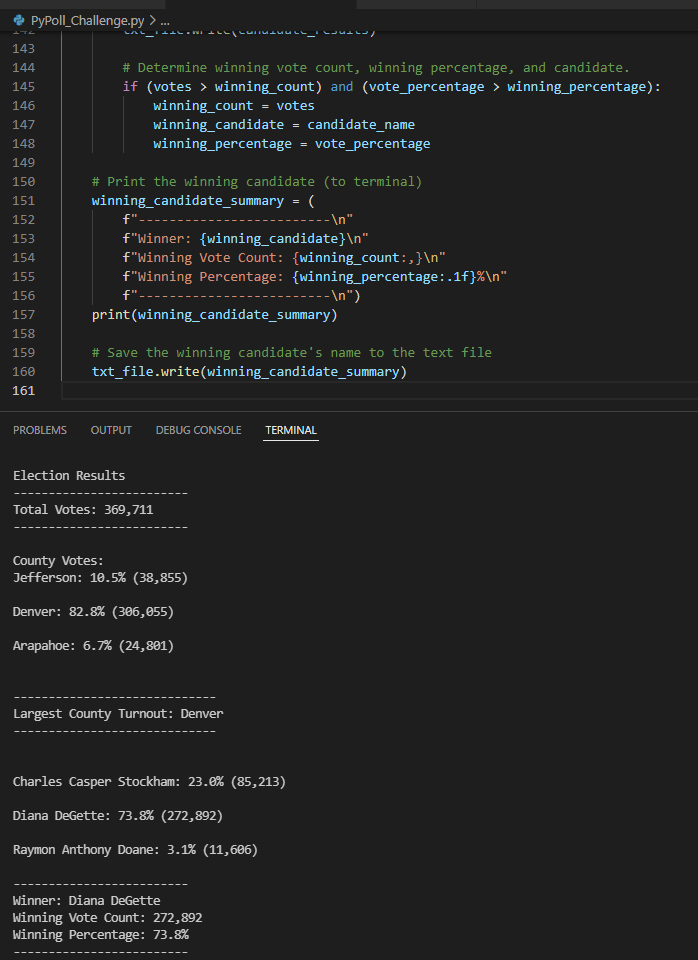 PyPoll_Challenge.py > ...
142 txt_file.write(candidate_results)
143
144 # Determine winning vote count, winning percentage, and candidate.
145 if (votes > winning_count) and (vote_percentage > winning_percentage):
146 winning_count = votes
147 winning_candidate = candidate_name
148 winning_percentage = vote_percentage
149
150 # Print the winning candidate (to terminal)
151 winning_candidate_summary = (
152 f"-------------------------\n"
153 f"Winner: {winning_candidate}\n"
154 f"Winning Vote Count: {winning_count:,}\n"
155 f"Winning Percentage: {winning_percentage:.1f}%\n"
156 f"-------------------------\n")
157 print(winning_candidate_summary)
158
159 # Save the winning candidate's name to the text file
160 txt_file.write(winning_candidate_summary)
161
PROBLEMS OUTPUT DEBUG CONSOLE TERMINAL
Election Results
-------------------------
Total Votes: 369,711
-------------------------
County Votes:
Jefferson: 10.5% (38,855)
Denver: 82.8% (306,055)
Arapahoe: 6.7% (24,801)
-----------------------------
Largest County Turnout: Denver
-----------------------------
Charles Casper Stockham: 23.0% (85,213)
Diana DeGette: 73.8% (272,892)
Raymon Anthony Doane: 3.1% (11,606)
-------------------------
Winner: Diana DeGette
Winning Vote Count: 272,892
Winning Percentage: 73.8%
-------------------------